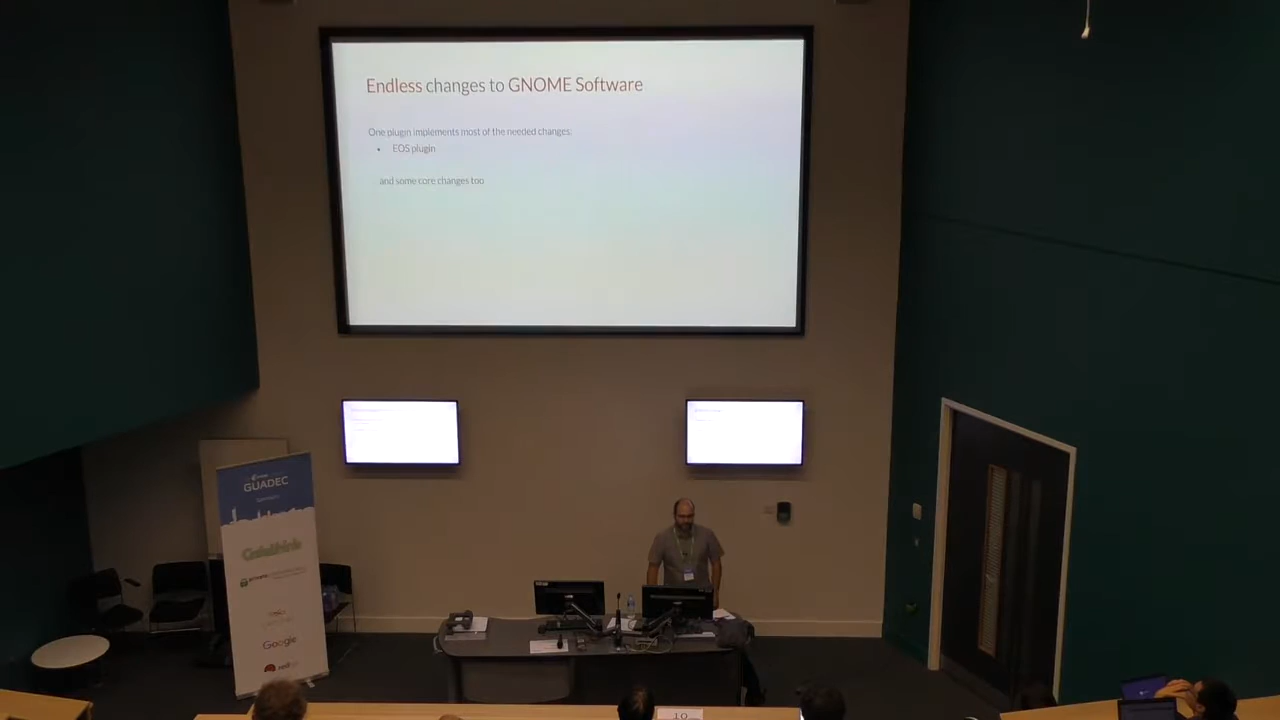 Endless changes to GNOME Software
One plugin implements most of the needed changes:
• EOS plugin
and some core changes too
GUADEC
Google
10